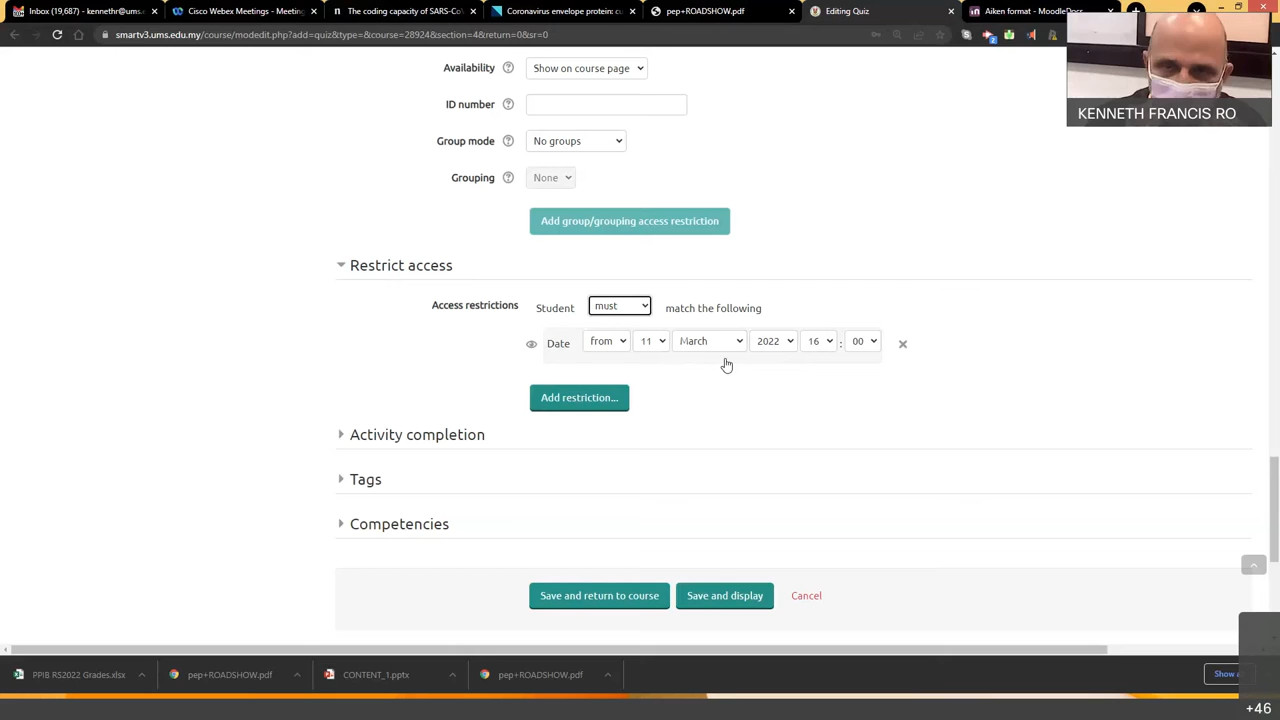 Inbox (19,687) - kennethr@ums.e
Cisco Webex Meetings - Meetin
The coding capacity of SARS-CoV
Coronavirus envelope protein: cu
pep+ROADSHOW.pdf
Editing Quiz
Aiken format - MoodleDocs
smartv3.ums.edu.my/course/modedit.php?add=quiz&type=&course=28924&section=4&return=0&sr=0
Availability
Show on course page
ID number
Group mode
No groups
Grouping
None
Add group/grouping access restriction
KENNETH FRANCIS RO
Restrict access
Access restrictions
Student must match the following
Date from 11 March 2022 16 : 00
Add restriction...
Activity completion
Tags
Competencies
Save and return to course
Save and display
Cancel
PPIB RS2022 Grades.xlsx
pep+ROADSHOW.pdf
CONTENT_1.pptx
pep+ROADSHOW.pdf
Show
+46